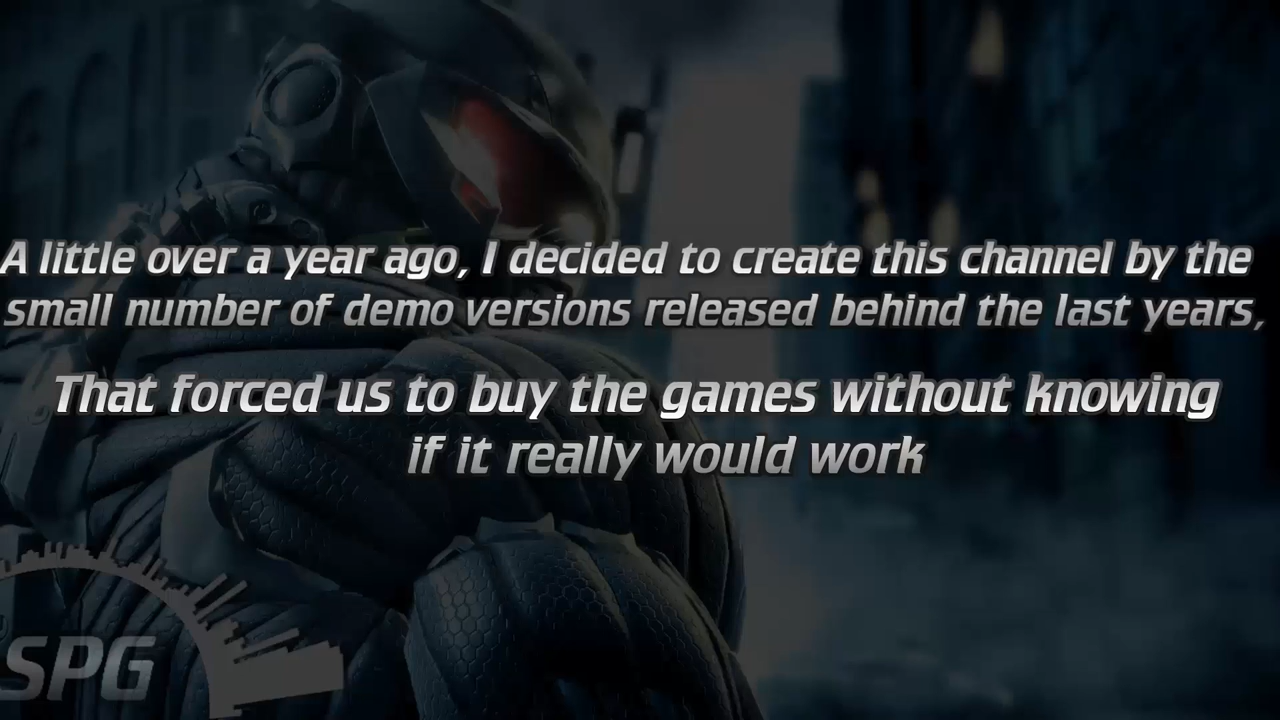 A little over a year ago, I decided to create this channel by the
small number of demo versions released behind the last years,
That forced us to buy the games without knowing
if it really would work
SPG